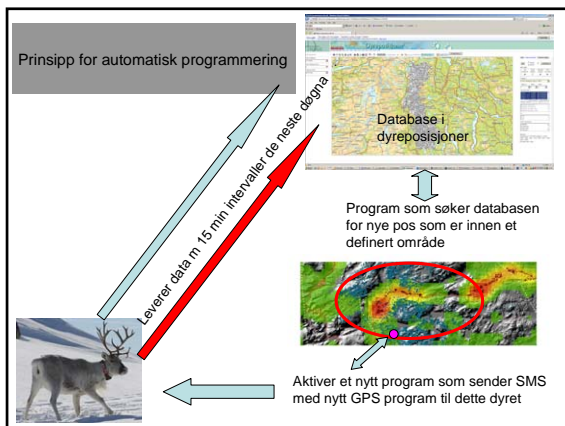 Prinsipp for automatisk programmering
Leverer data m 15 min intervaller de neste døgna
Database i
dyreposisjoner
Program som søker databasen
for nye pos som er innen et
definert område
Aktiver et nytt program som sender SMS
med nytt GPS program til dette dyret